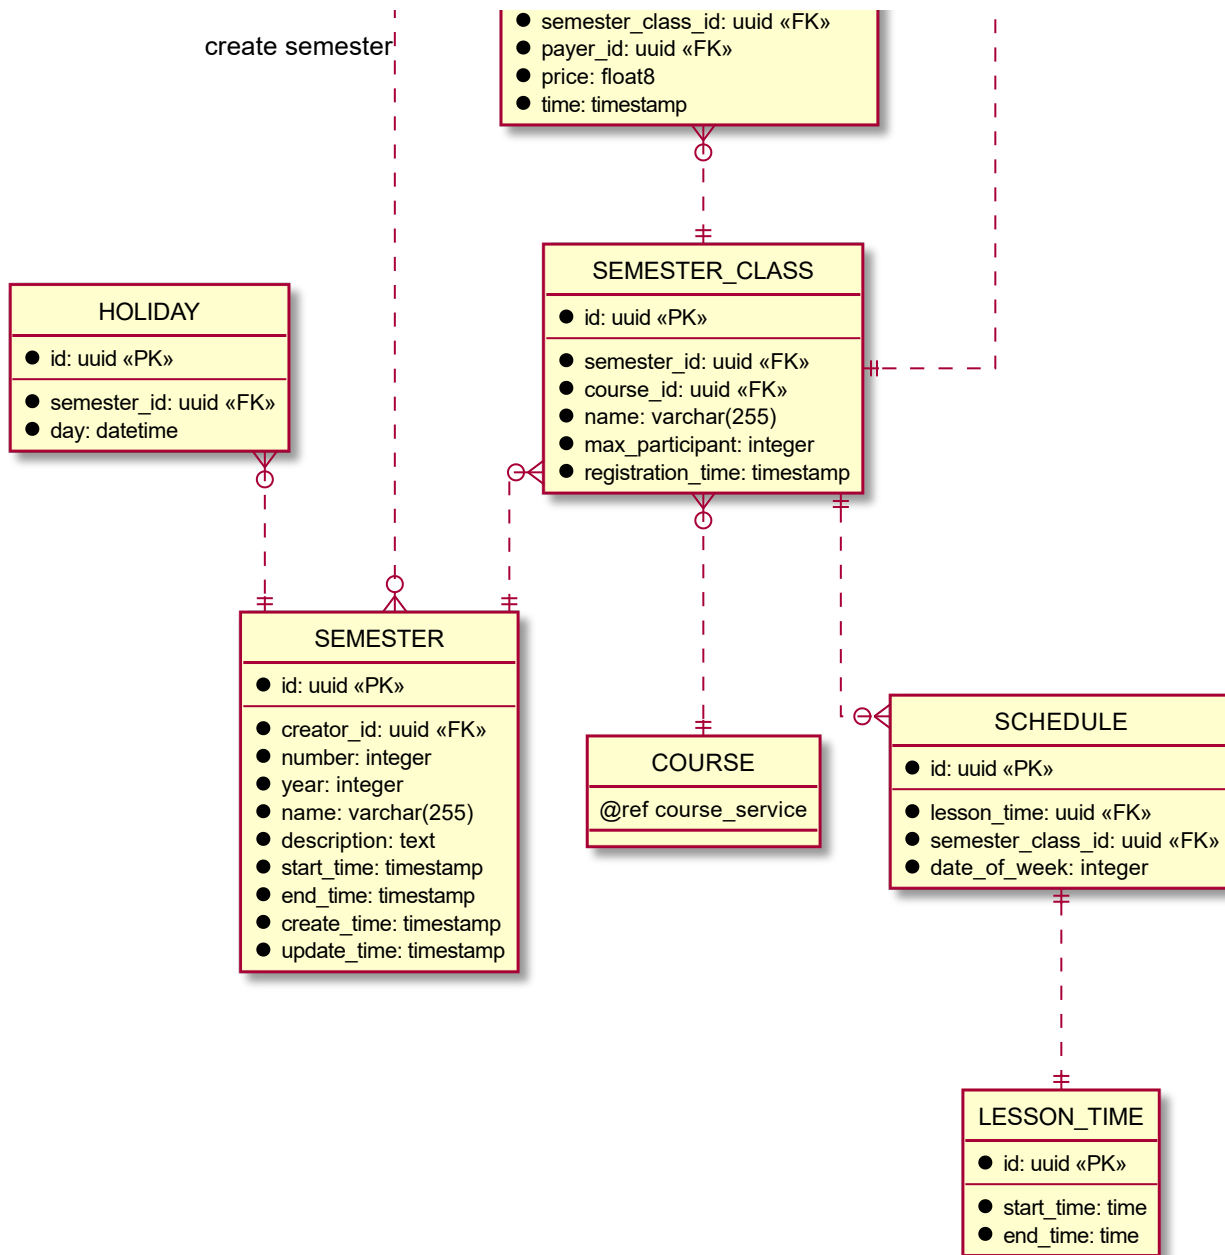 create semester
semester_class_id: uuid «FK»
payer_id: uuid «FK»
price: float8
time: timestamp
SEMESTER_CLASS
id: uuid «PK»
semester_id: uuid «FK»
course_id: uuid «FK»
name: varchar(255)
max_participant: integer
registration_time: timestamp
HOLIDAY
id: uuid «PK»
semester_id: uuid «FK»
day: datetime
SEMESTER
id: uuid «PK»
creator_id: uuid «FK»
number: integer
year: integer
name: varchar(255)
description: text
start_time: timestamp
end_time: timestamp
create_time: timestamp
update_time: timestamp
COURSE
@ref course_service
SCHEDULE
id: uuid «PK»
lesson_time: uuid «FK»
semester_class_id: uuid «FK»
date_of_week: integer
LESSON_TIME
id: uuid «PK»
start_time: time
end_time: time